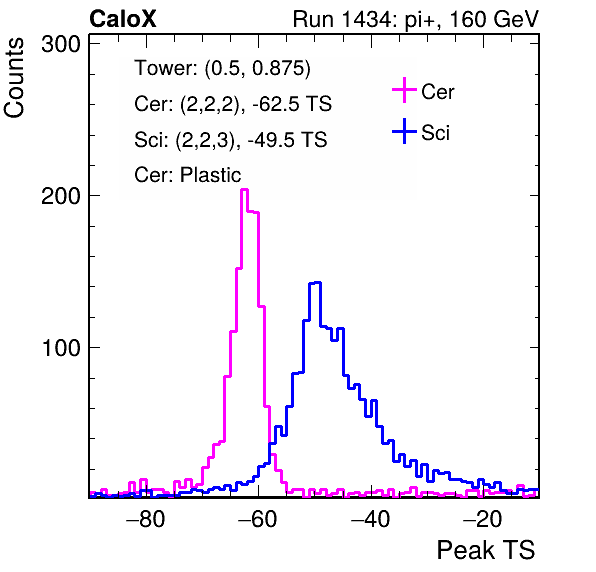 CaloX Run 1434: pi+, 160 GeV
Counts
300
200
100
Tower: (0.5, 0.875)
Cer: (2,2,2), -62.5 TS
Sci: (2,2,3), -49.5 TS
Cer: Plastic
Cer
Sci
−80 −60 −40 −20
Peak TS